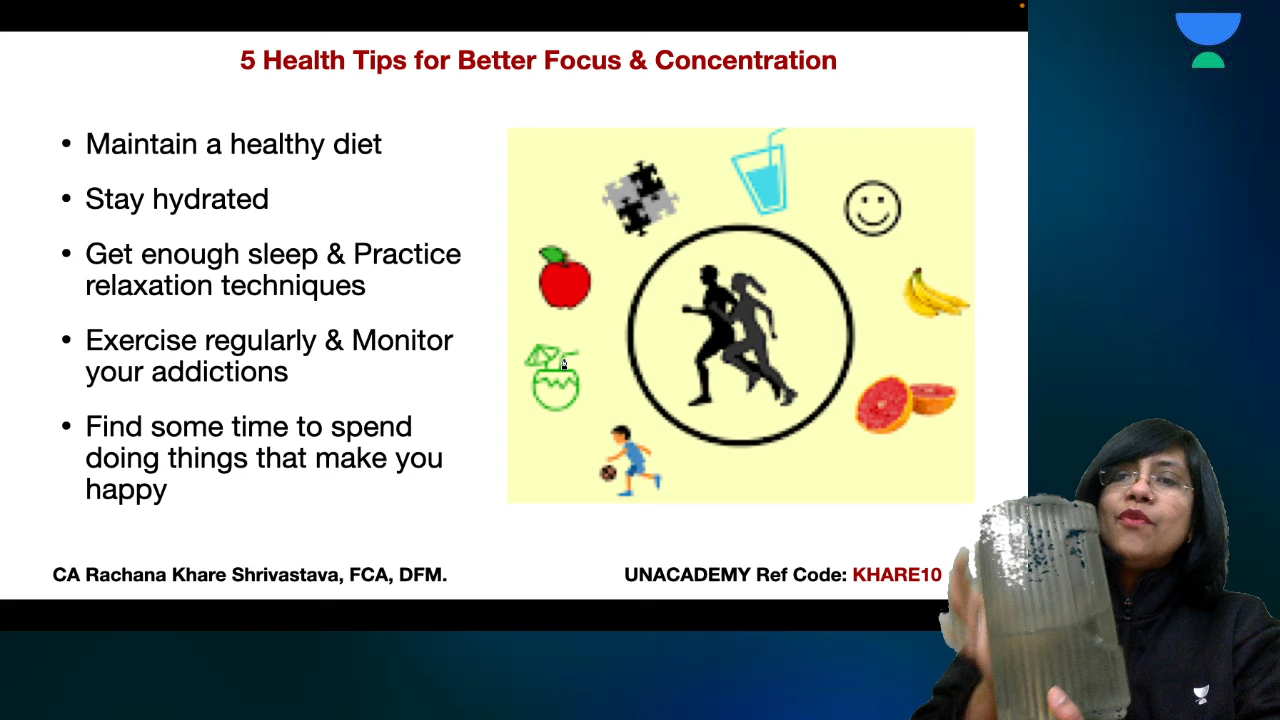 5 Health Tips for Better Focus & Concentration
• Maintain a healthy diet
• Stay hydrated
• Get enough sleep & Practice
relaxation techniques
• Exercise regularly & Monitor
your addictions
• Find some time to spend
doing things that make you
happy
CA Rachana Khare Shrivastava, FCA, DFM.
UNACADEMY Ref Code: KHARE10